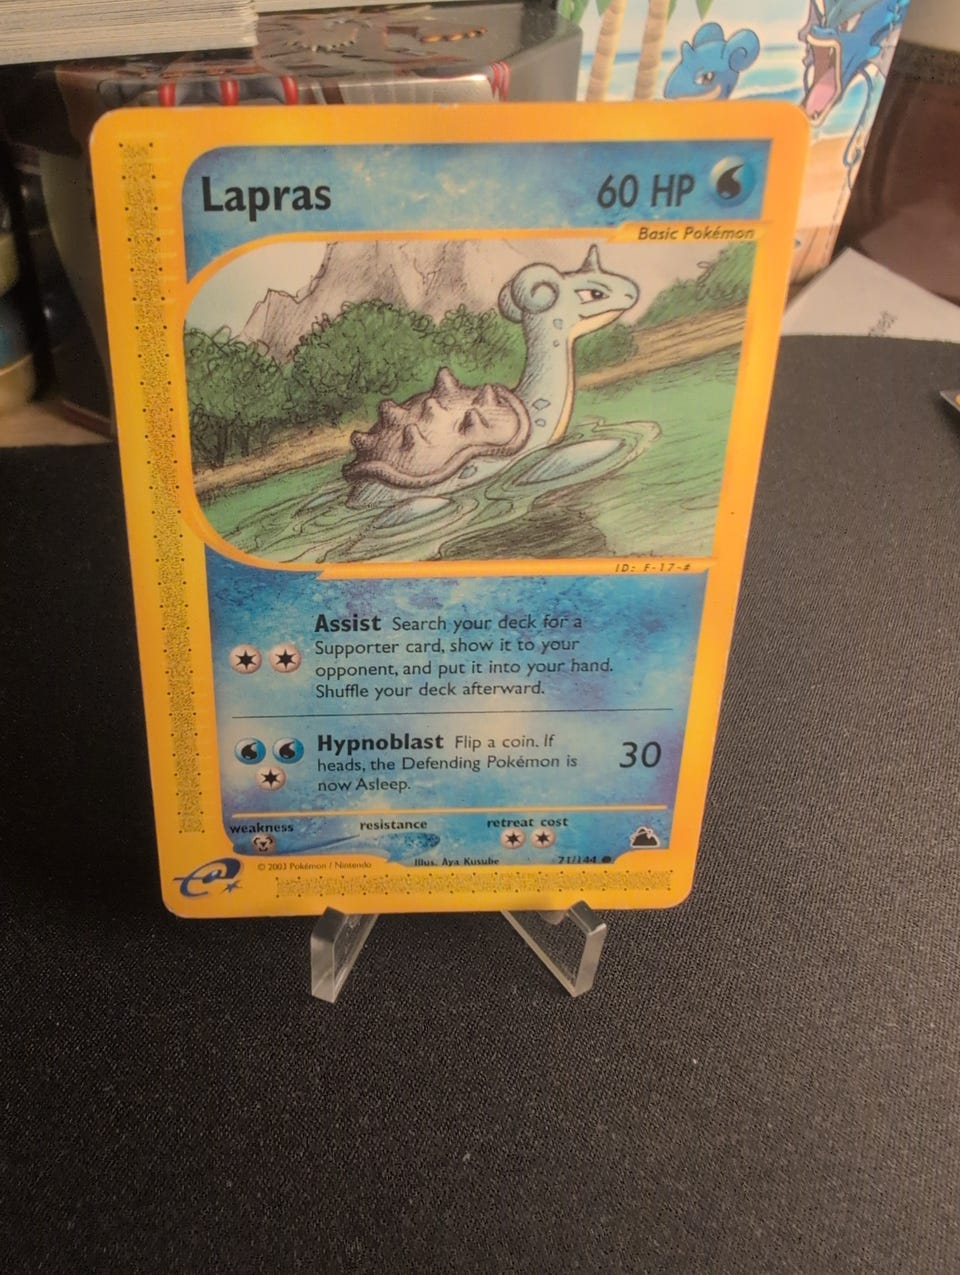 Lapras
60 HP
Basic Pokémon
ID: F-17-#
Assist Search your deck for a
Supporter card, show it to your
opponent, and put it into your hand.
Shuffle your deck afterward.
Hypnoblast Flip a coin. If
heads, the Defending Pokémon is
now Asleep.
30
weakness
resistance
retreat cost
© 2003 Pokémon / Nintendo
Illus. Aya Kusube
71/144
e